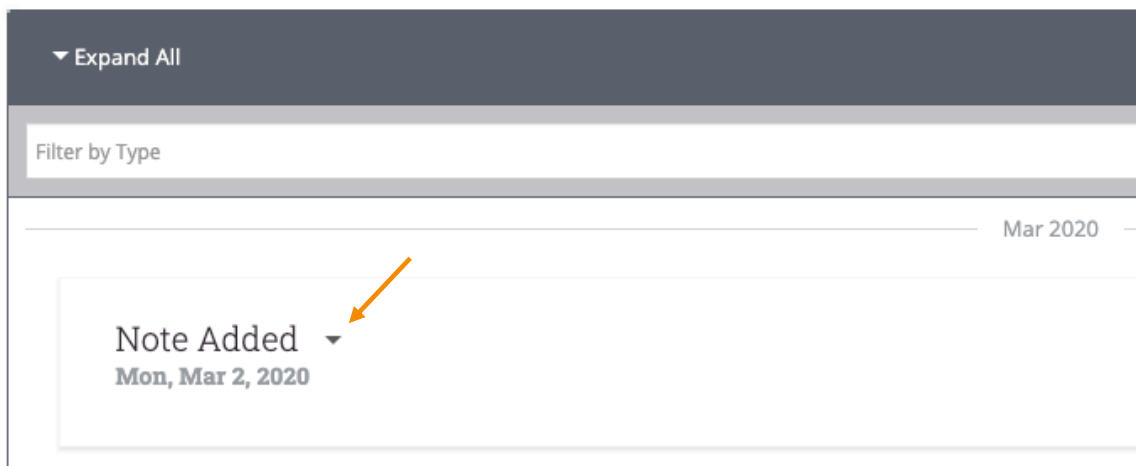 Expand All
Filter by Type
Mar 2020
Note Added
Mon, Mar 2, 2020